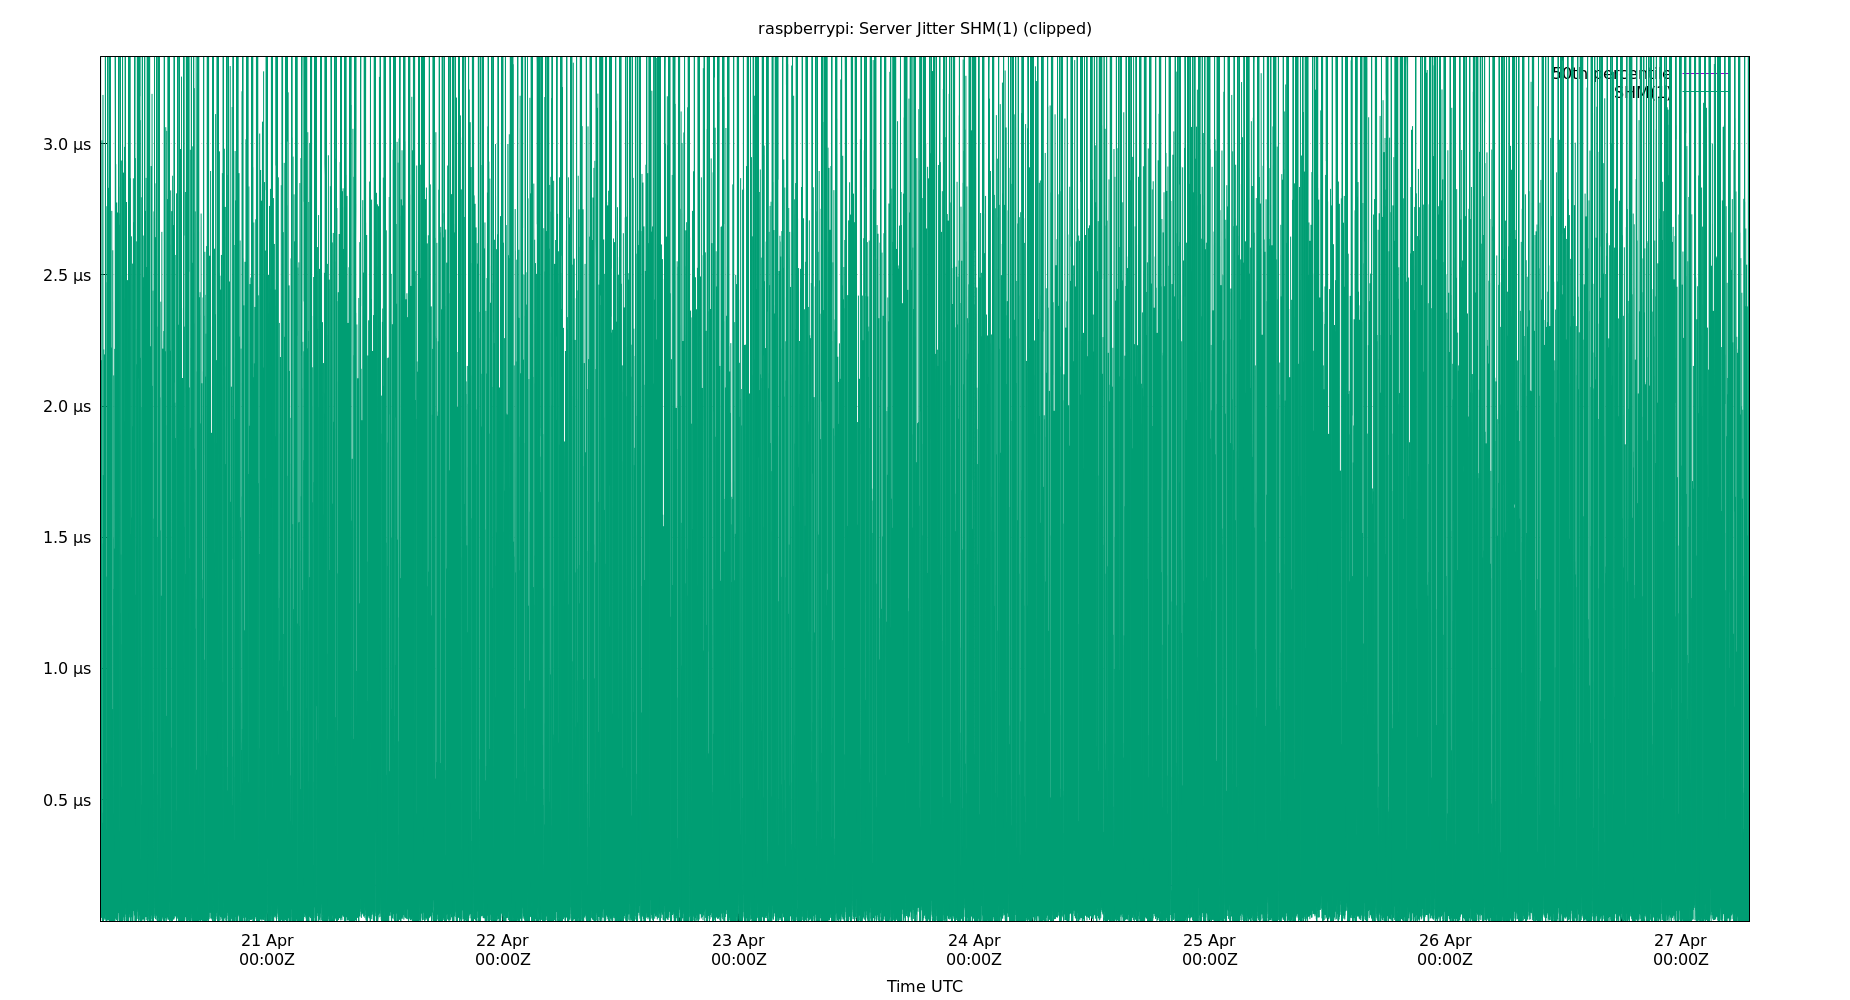 raspberrypi: Server Jitter SHM(1) (clipped)
50th percentile
SHM(1)
3.0 µs
2.5 µs
2.0 µs
1.5 µs
1.0 µs
0.5 µs
21 Apr 22 Apr 23 Apr 24 Apr 25 Apr 26 Apr 27 Apr
00:00Z 00:00Z 00:00Z 00:00Z 00:00Z 00:00Z 00:00Z
Time UTC